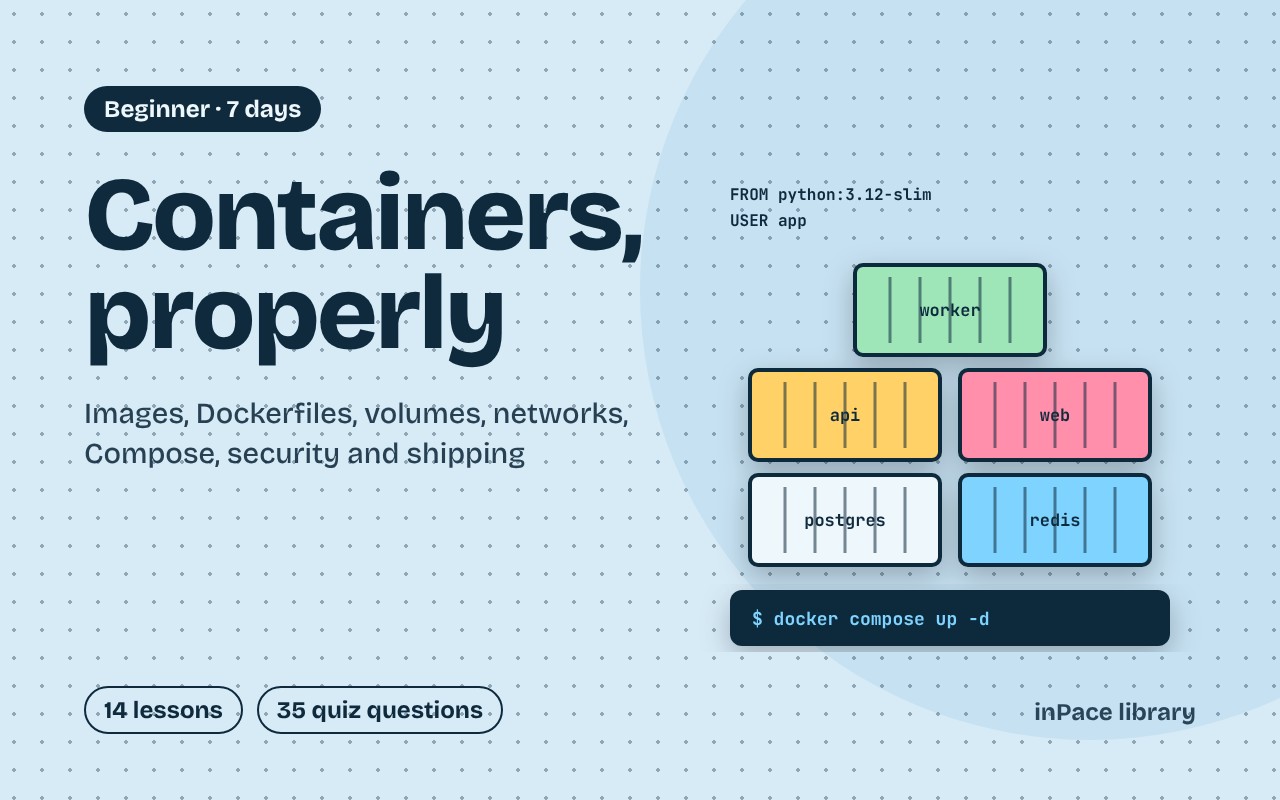 Beginner · 7 days
Containers,
properly
Images, Dockerfiles, volumes, networks,
Compose, security and shipping
14 lessons
35 quiz questions
FROM python:3.12-slim
USER app
worker
api
web
postgres
redis
$ docker compose up -d
inPace library